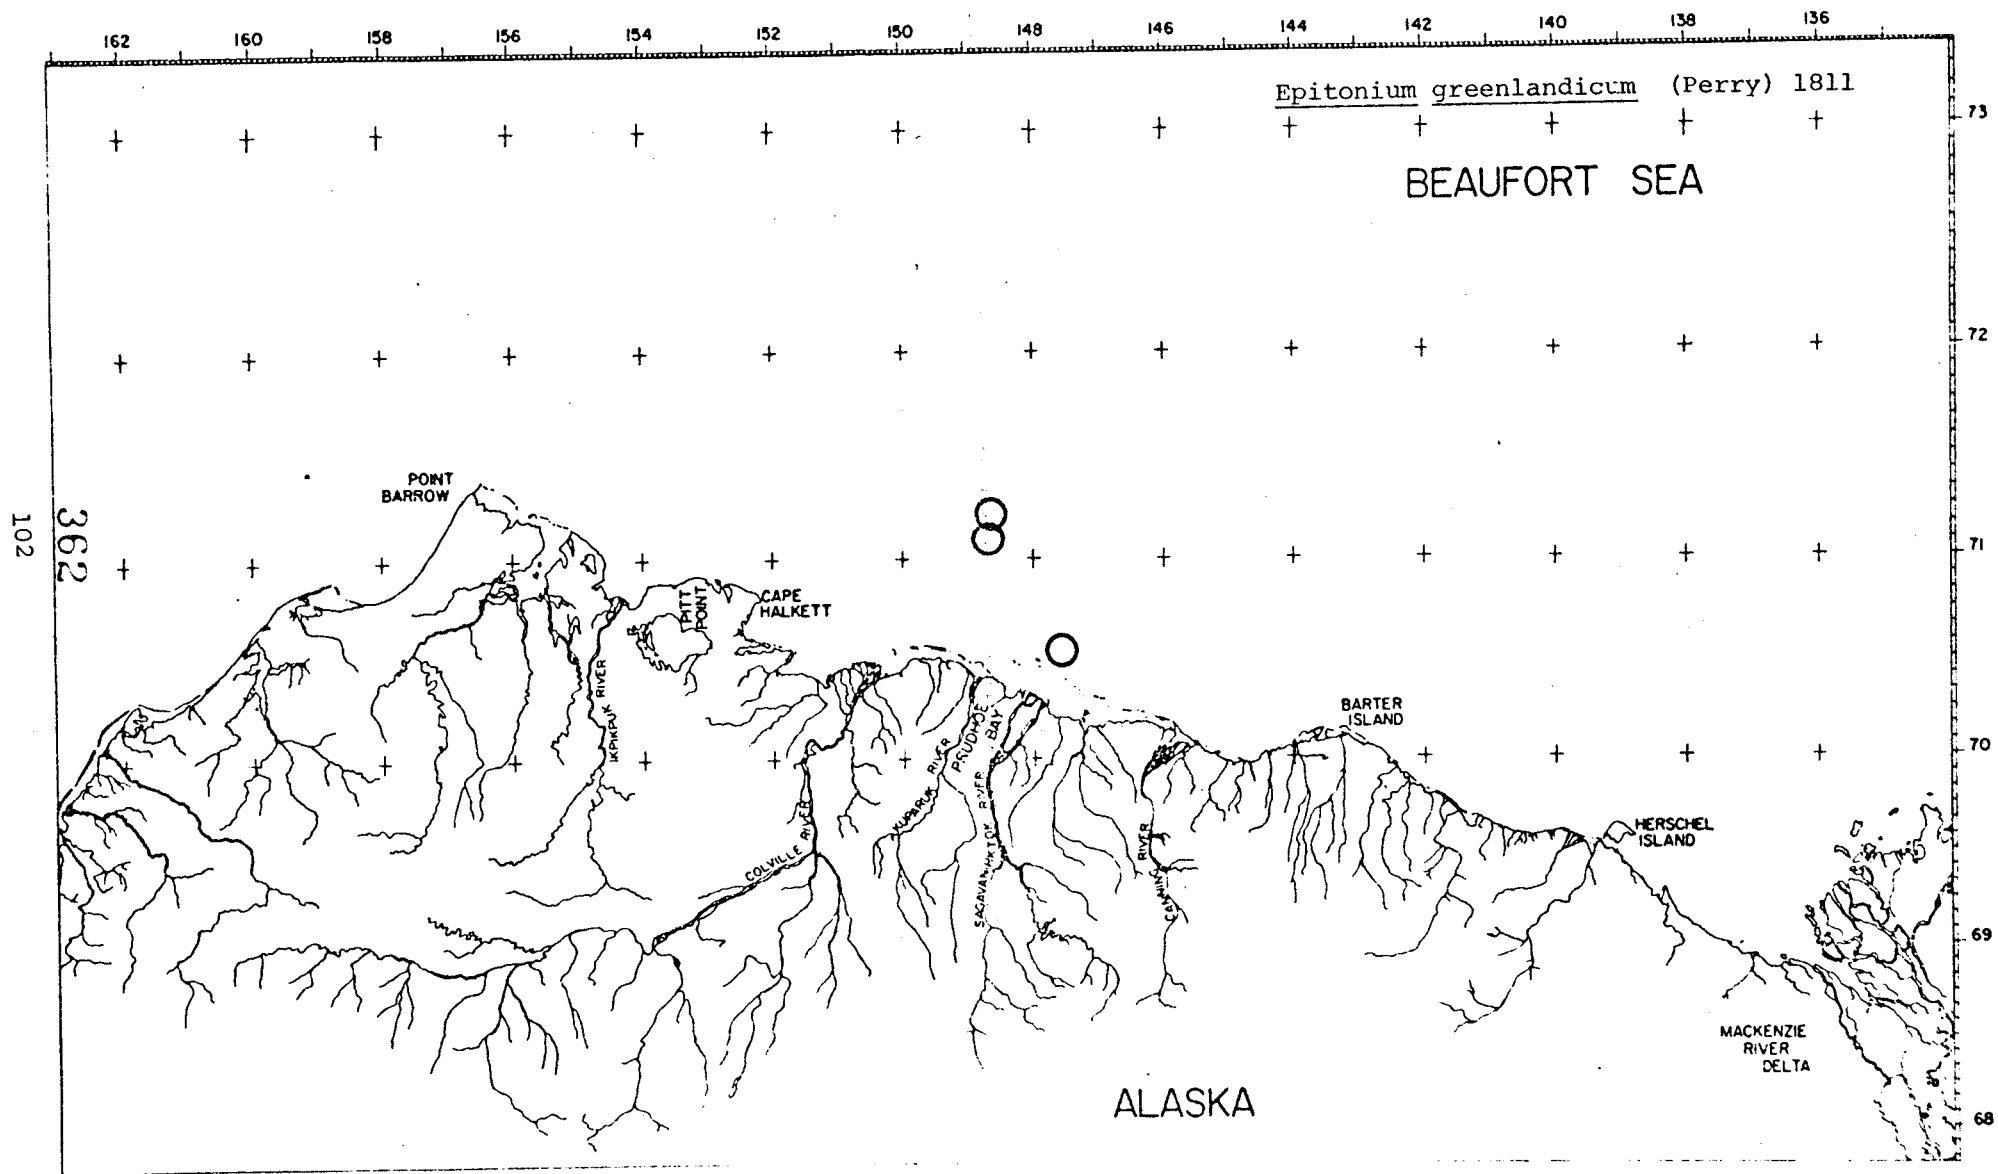 162 160 158 156 154 152 150 148 146 144 142 140 138 136
Epitonium greenlandicum (Perry) 1811
73
BEAUFORT SEA
72
POINT
BARROW
362
102
71
PITT
POINT
CAPE
HALKETT
IKPIKPUK RIVER
BARTER
ISLAND
PRUDHOE
BAY
70
KUPARUK RIVER
COLVILLE RIVER
SAGAVANIRKTOK RIVER
CANNING RIVER
HERSCHEL
ISLAND
69
MACKENZIE
RIVER
DELTA
ALASKA
68